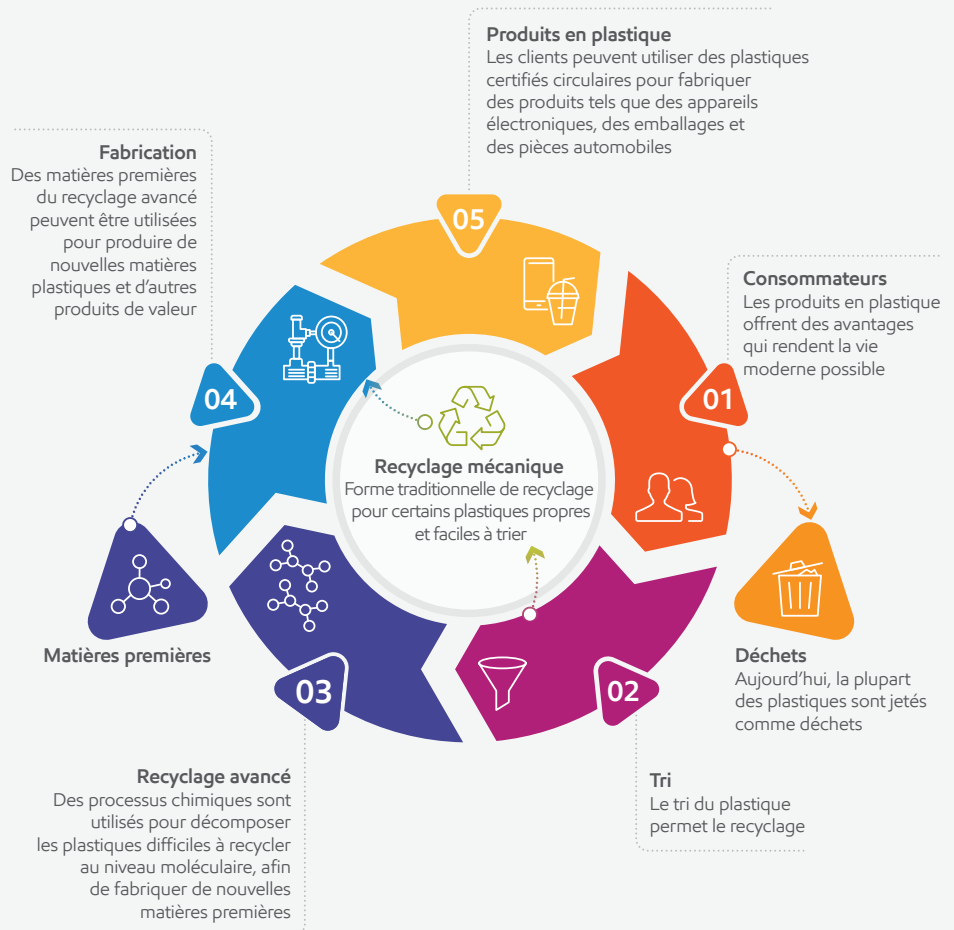 Produits en plastique
Les clients peuvent utiliser des plastiques
certifiés circulaires pour fabriquer
des produits tels que des appareils
électroniques, des emballages et
des pièces automobiles
Fabrication
Des matières premières
du recyclage avancé
peuvent être utilisées
pour produire de
nouvelles matières
plastiques et d'autres
produits de valeur
05
Consommateurs
Les produits en plastique
offrent des avantages
qui rendent la vie
moderne possible
04
01
Recyclage mécanique
Forme traditionnelle de recyclage
pour certains plastiques propres
et faciles à trier
Matières premières
Déchets
Aujourd'hui, la plupart
des plastiques sont jetés
comme déchets
03
02
Recyclage avancé
Des processus chimiques sont
utilisés pour décomposer
les plastiques difficiles à recycler
au niveau moléculaire, afin
de fabriquer de nouvelles
matières premières
Tri
Le tri du plastique
permet le recyclage